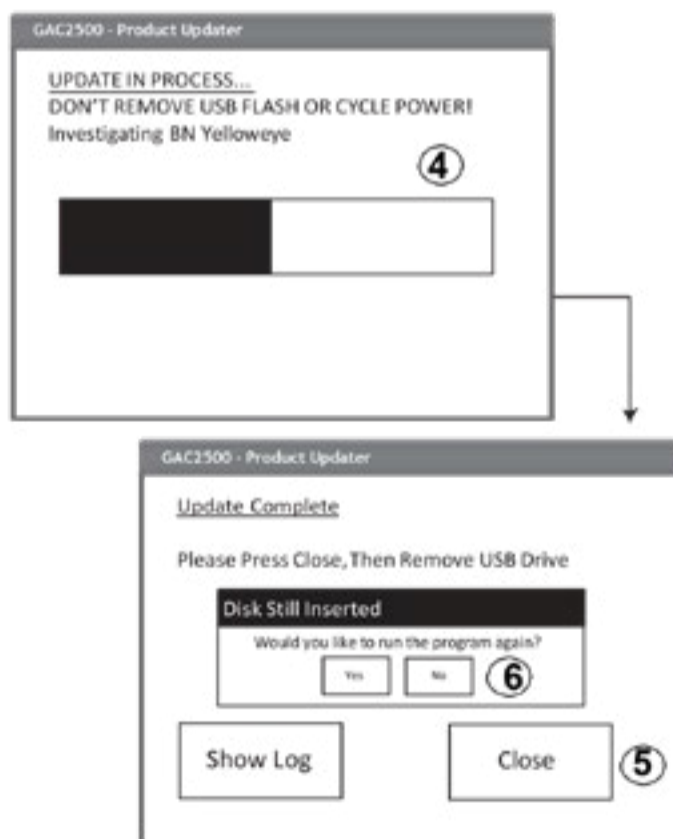 GAC2500 - Product Updater
UPDATE IN PROCESS...
DON'T REMOVE USB FLASH OR CYCLE POWER!
Investigating BN Yelloweye
4
GAC2500 - Product Updater
Update Complete
Please Press Close, Then Remove USB Drive
Disk Still Inserted
Would you like to run the program again?
Yes No 6
Show Log Close 5